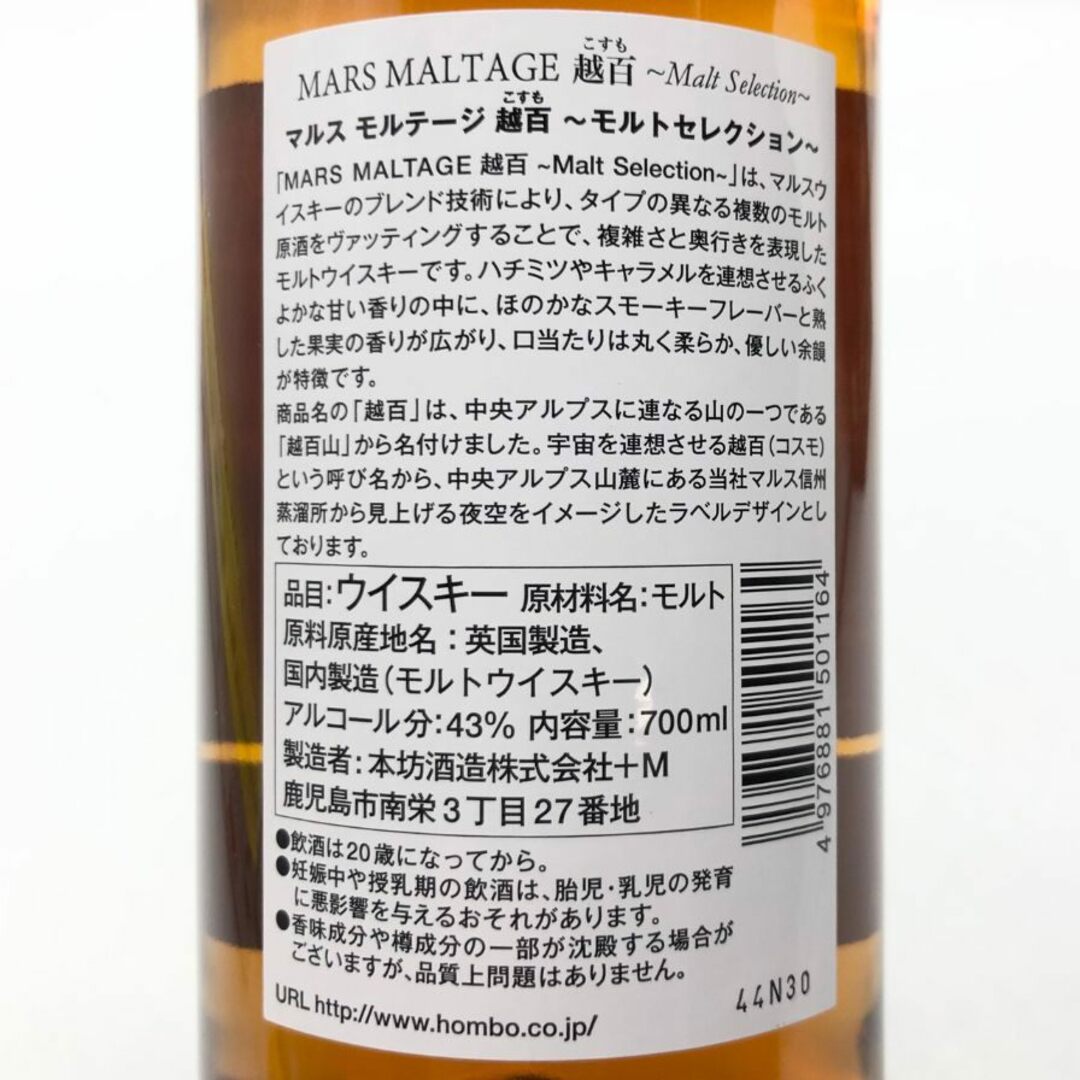 こすも
MARS MALTAGE 越百 ~Malt Selection~
こすも
マルス モルテージ 越百 ～モルトセレクション～
「MARS MALTAGE 越百 ~Malt Selection~」は、マルスウ
イスキーのブレンド技術により、タイプの異なる複数のモルト
原酒をヴァッティングすることで、複雑さと奥行きを表現した
モルトウイスキーです。ハチミツやキャラメルを連想させるふく
よかな甘い香りの中に、ほのかなスモーキーフレーバーと熟
した果実の香りが広がり、口当たりは丸く柔らか、優しい余韻
が特徴です。
商品名の「越百」は、中央アルプスに連なる山の一つである
「越百山」から名付けました。宇宙を連想させる越百(コスモ)
という呼び名から、中央アルプス山麓にある当社マルス信州
蒸溜所から見上げる夜空をイメージしたラベルデザインとし
ております。
品目:ウイスキー 原材料名:モルト
原料原産地名：英国製造、
国内製造(モルトウイスキー)
アルコール分:43% 内容量:700ml
製造者:本坊酒造株式会社+M
鹿児島市南栄3丁目27番地
4976881501164
●飲酒は20歳になってから。
●妊娠中や授乳期の飲酒は、胎児・乳児の発育
に悪影響を与えるおそれがあります。
●香味成分や樽成分の一部が沈殿する場合が
ございますが、品質上問題はありません。
URL http://www.hombo.co.jp/
44N30